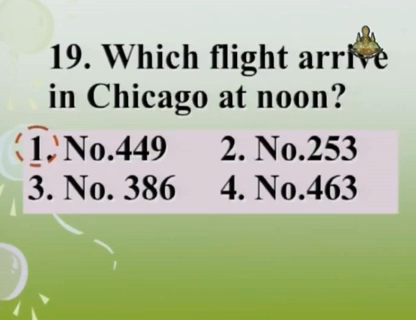 19. Which flight arrive
in Chicago at noon?
1. No.449 2. No.253
3. No. 386 4. No.463